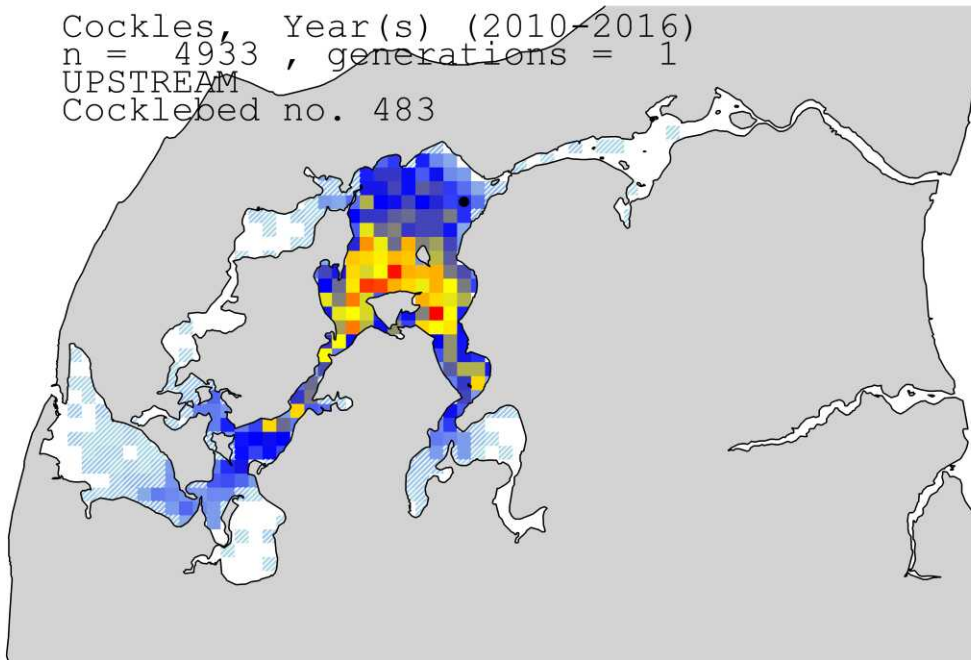 Cockles, Year(s) (2010-2016)
n = 4933 , generations = 1
UPSTREAM
Cocklebed no. 483